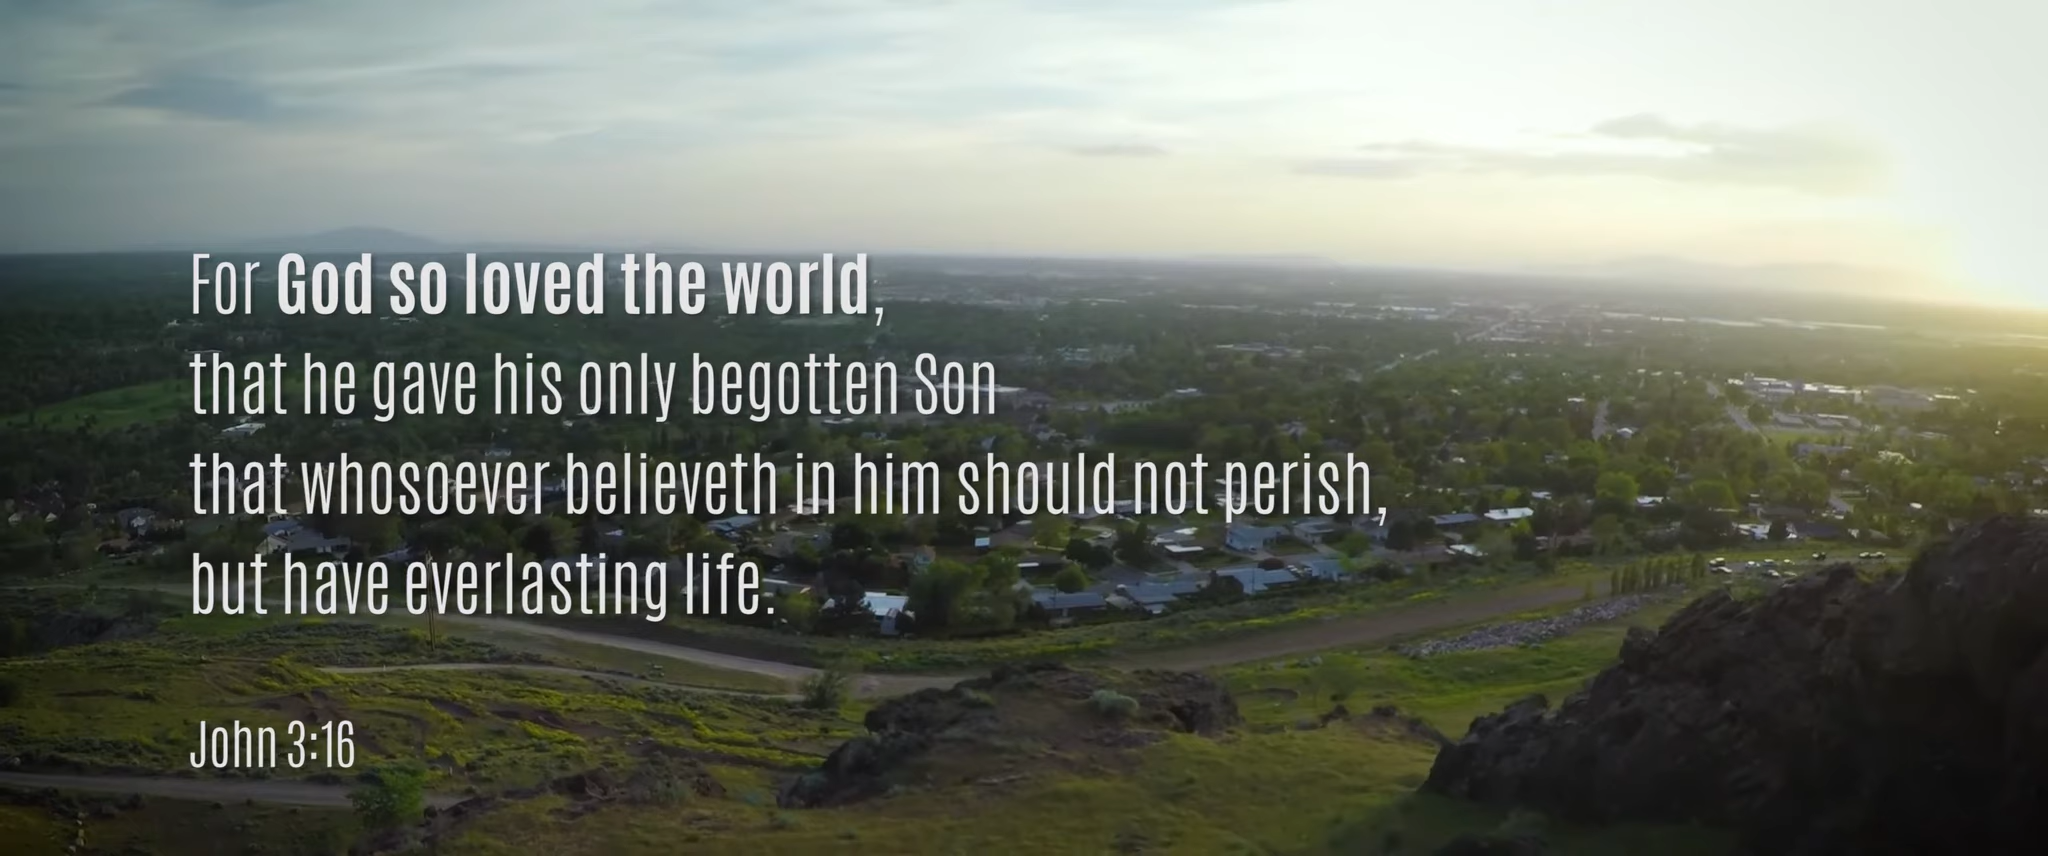 For God so loved the world,
that he gave his only begotten Son
that whosoever believeth in him should not perish,
but have everlasting life.
John 3:16